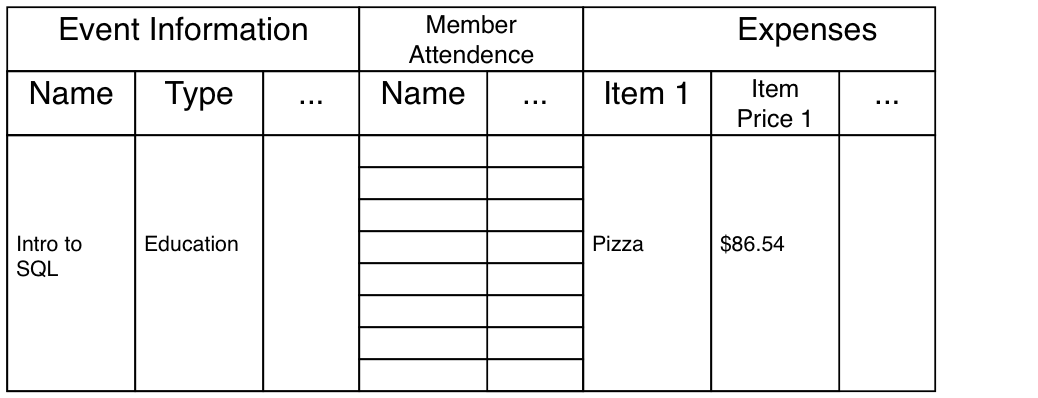 Event Information
Member
Attendence
Expenses
Name
Type
...
Name
...
Item 1
Item
Price 1
...
Intro to
SQL
Education
Pizza
$86.54